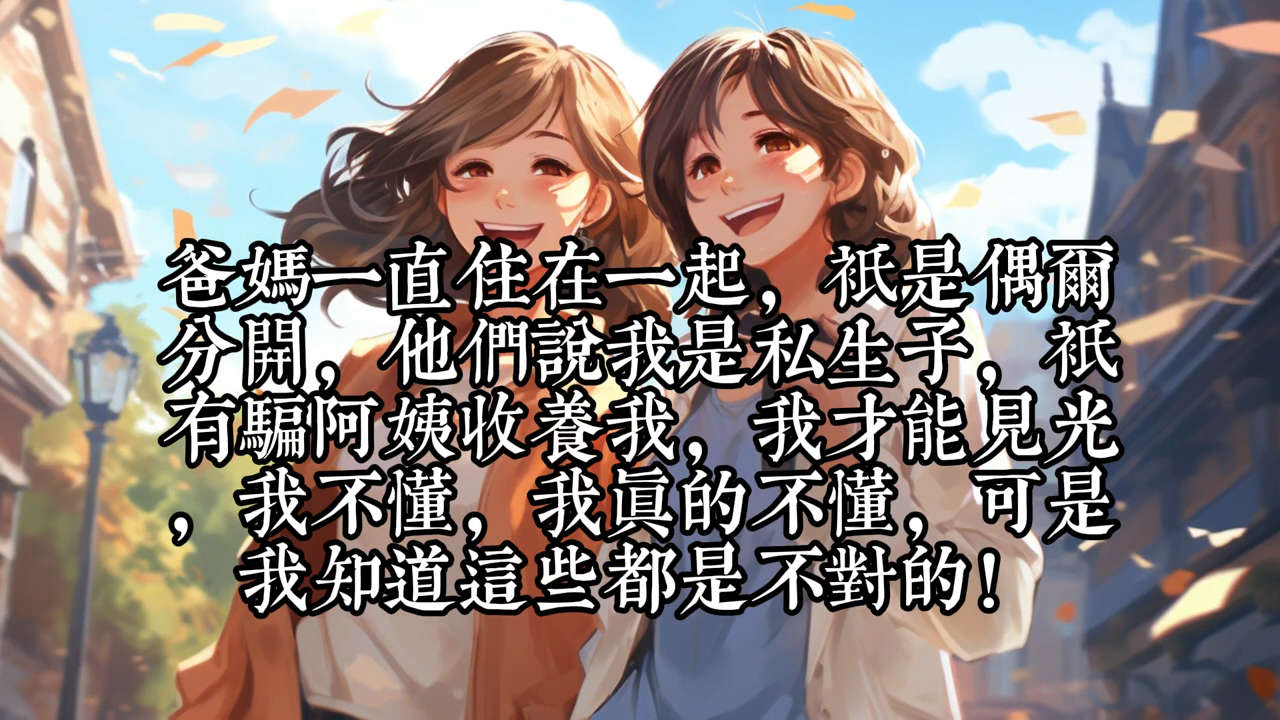 爸媽一直住在一起，衹是偶爾
分開，他們說我是私生子，衹
有騙阿姨收養我，我才能見光
，我不懂，我眞的不懂，可是
我知道這些都是不對的！